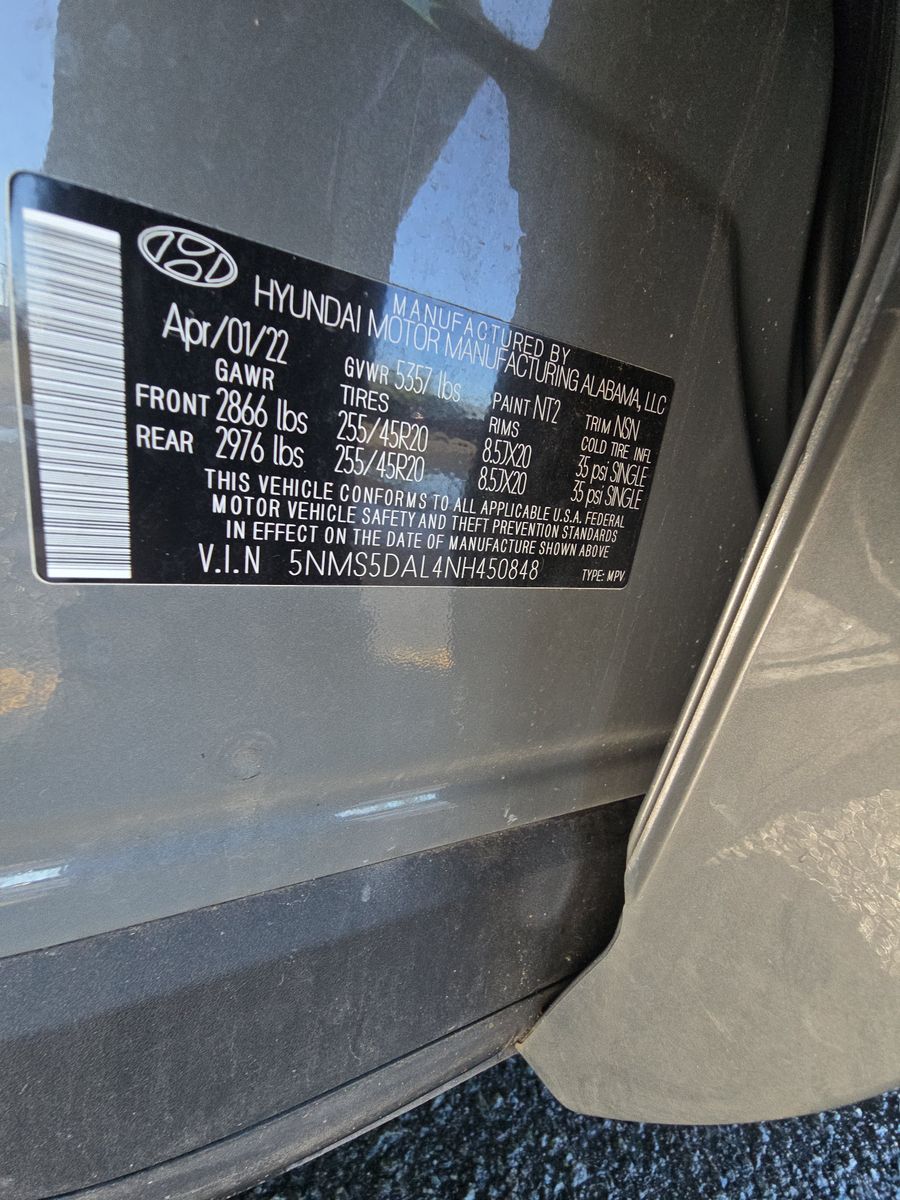 MANUFACTURED BY
HYUNDAI MOTOR MANUFACTURING ALABAMA, LLC
Apr/01/22 GVWR 5357 lbs PAINT NT2 TRIM NSN
GAWR TIRES RIMS COLD TIRE INFL
FRONT 2866 lbs 255/45R20 8.5JX20 35 psi SINGLE
REAR 2976 lbs 255/45R20 8.5JX20 35 psi SINGLE
THIS VEHICLE CONFORMS TO ALL APPLICABLE U.S.A. FEDERAL
MOTOR VEHICLE SAFETY AND THEFT PREVENTION STANDARDS
IN EFFECT ON THE DATE OF MANUFACTURE SHOWN ABOVE
V.I.N 5NMS5DAL4NH450848 TYPE: MPV